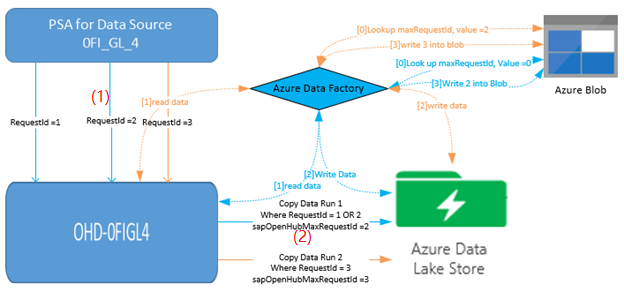 PSA for Data Source
0FI_GL_4
[0]Lookup maxRequestId, value =2
[3]write 3 into blob
[0]Look up maxRequestId, Value =0
[3]Write 2 into Blob
Azure Blob
Azure Data Factory
(1)
[1]read data
[2]write data
RequestId =1
RequestId =2
RequestId =3
[2]Write Data
[1]read data
OHD-0FIGL4
Copy Data Run 1
Where RequestId = 1 OR 2
sapOpenHubMaxRequestId =2
(2)
Copy Data Run 2
Where RequestId = 3
sapOpenHubMaxRequestId =3
Azure Data
Lake Store